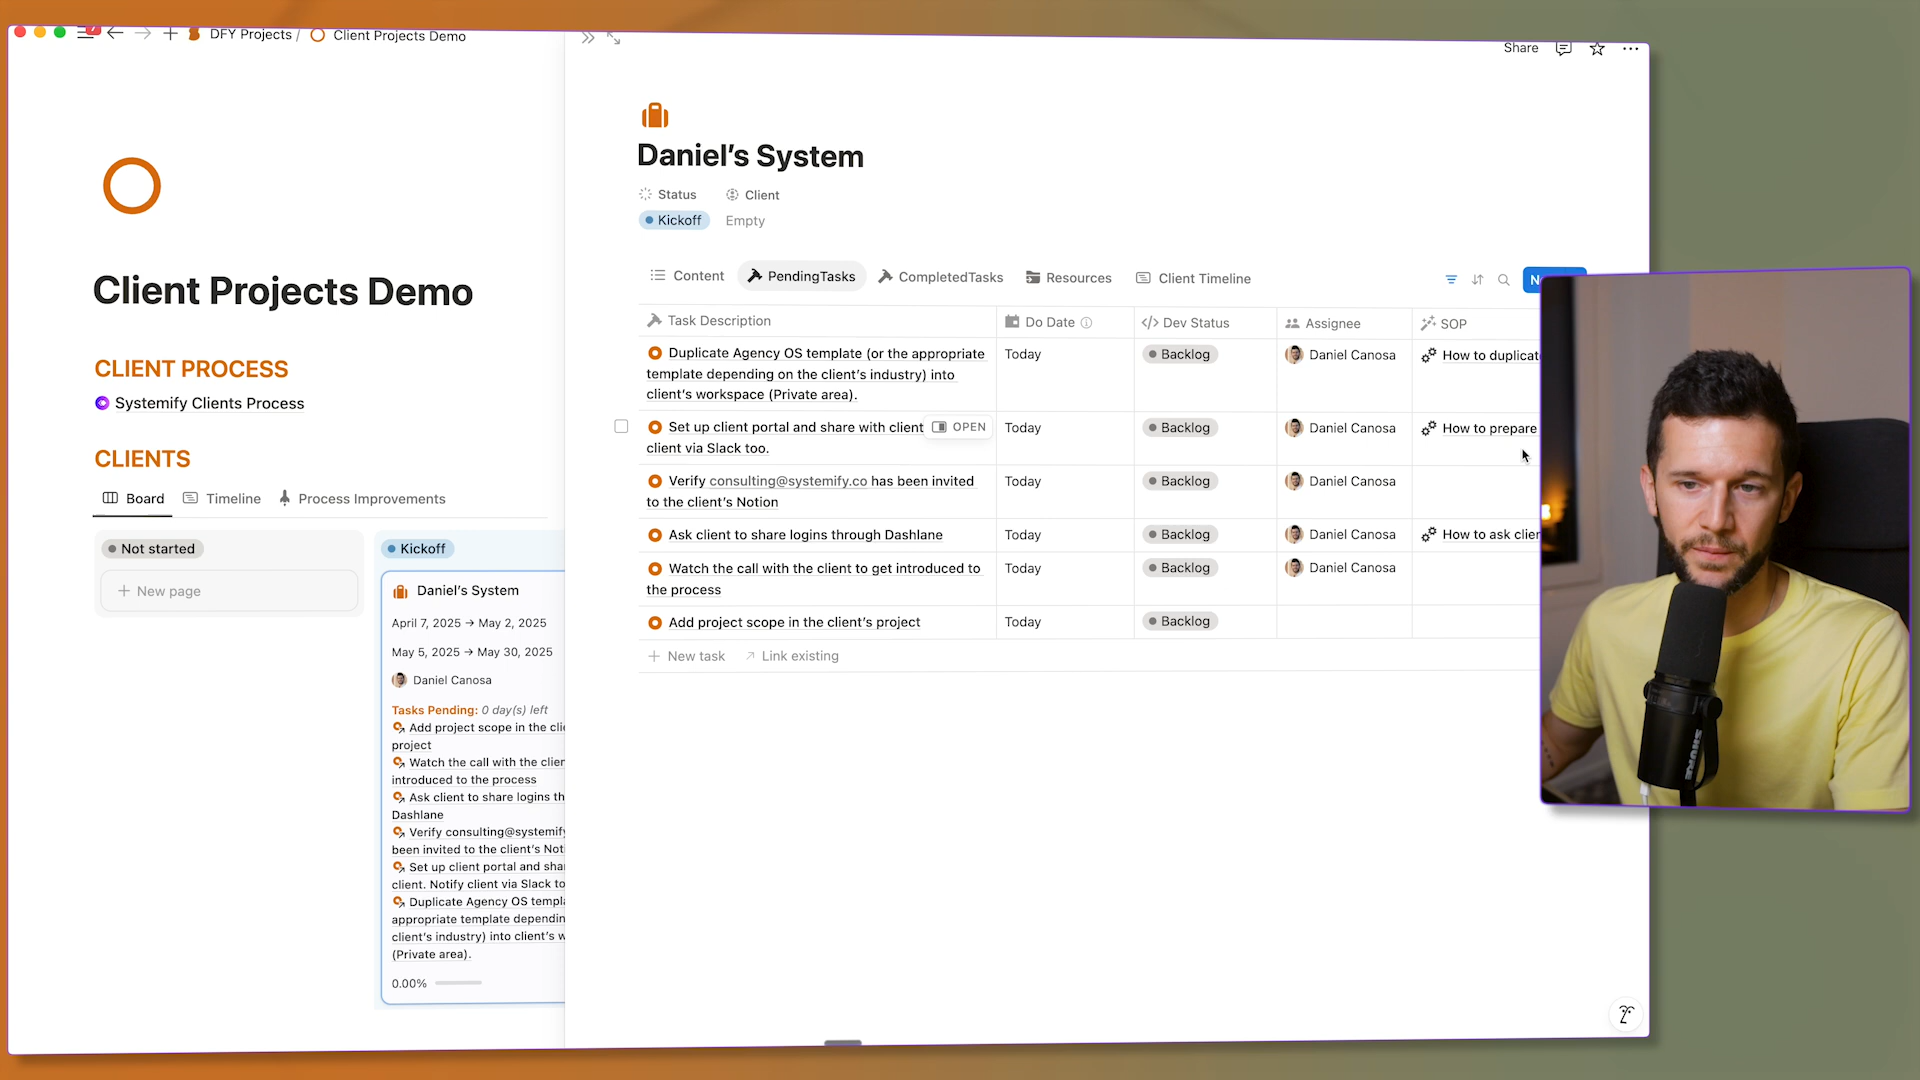 DFY Projects / Client Projects Demo
Share
Client Projects Demo
CLIENT PROCESS
Systemify Clients Process
CLIENTS
Board Timeline Process Improvements
Not started
New page
Kickoff
Daniel's System
April 7, 2025 → May 2, 2025
May 5, 2025 → May 30, 2025
Daniel Canosa
Tasks Pending: 0 day(s) left
Add project scope in the
project
Watch the call with the
introduced to the process
Ask client to share logins
Dashlane
Verify consulting@systemify
been invited to the client's
Set up client portal and
client. Notify client via Slack
Duplicate Agency OS
appropriate template
client's industry) into client's
(Private area).
0.00%
Daniel's System
Status Client
Kickoff Empty
Content PendingTasks CompletedTasks Resources Client Timeline
Task Description Do Date Dev Status Assignee SOP
Duplicate Agency OS template (or the appropriate
template depending on the client's industry) into
client's workspace (Private area).
Today Backlog Daniel Canosa How to duplicate
Set up client portal and share with client OPEN
client via Slack too.
Today Backlog Daniel Canosa How to prepare
Verify consulting@systemify.co has been invited
to the client's Notion
Today Backlog Daniel Canosa
Ask client to share logins through Dashlane Today Backlog Daniel Canosa How to ask
Watch the call with the client to get introduced to
the process
Today Backlog Daniel Canosa
Add project scope in the client's project Today Backlog
New task Link existing
SHURE